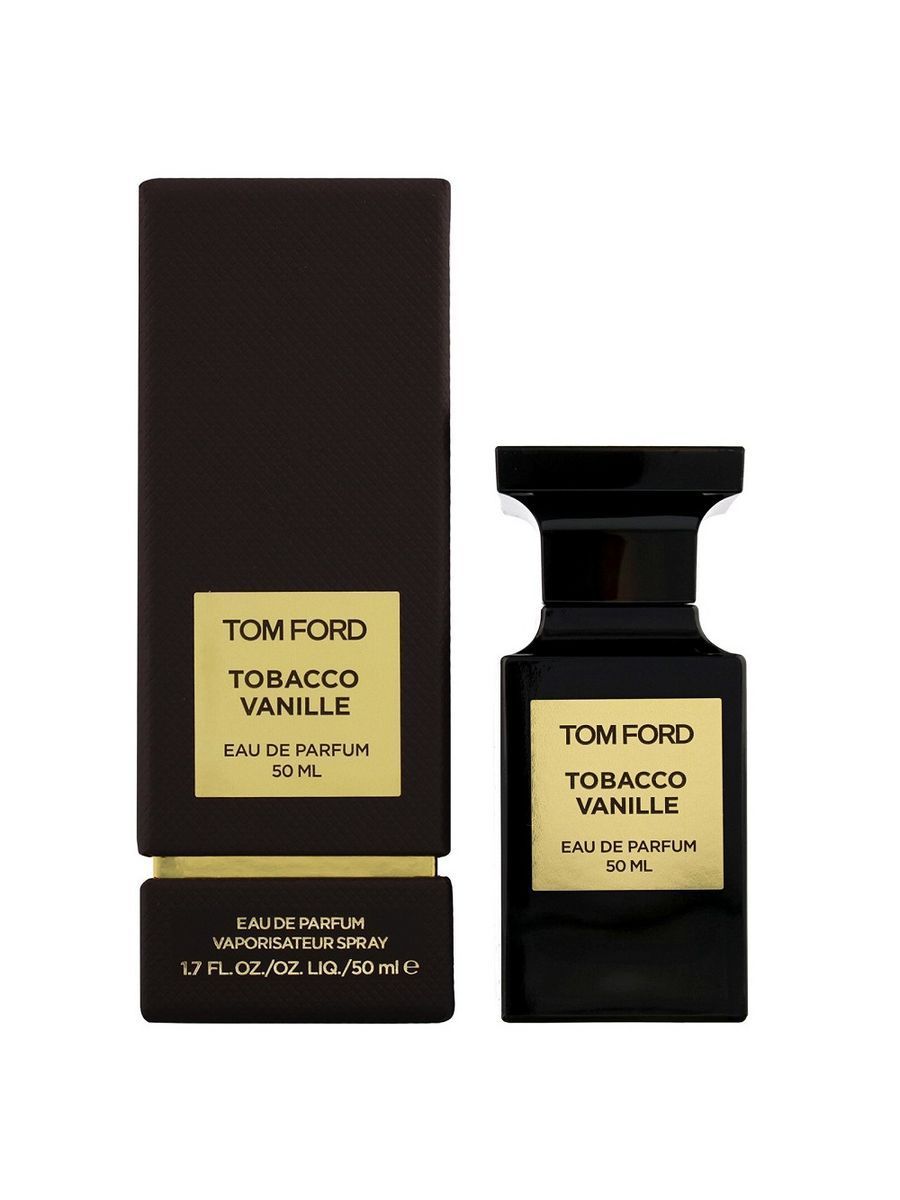 TOM FORD
TOBACCO
VANILLE
EAU DE PARFUM
50 ML
EAU DE PARFUM
VAPORISATEUR SPRAY
1.7 FL.OZ./OZ. LIQ./50 ml ℮
TOM FORD
TOBACCO
VANILLE
EAU DE PARFUM
50 ML